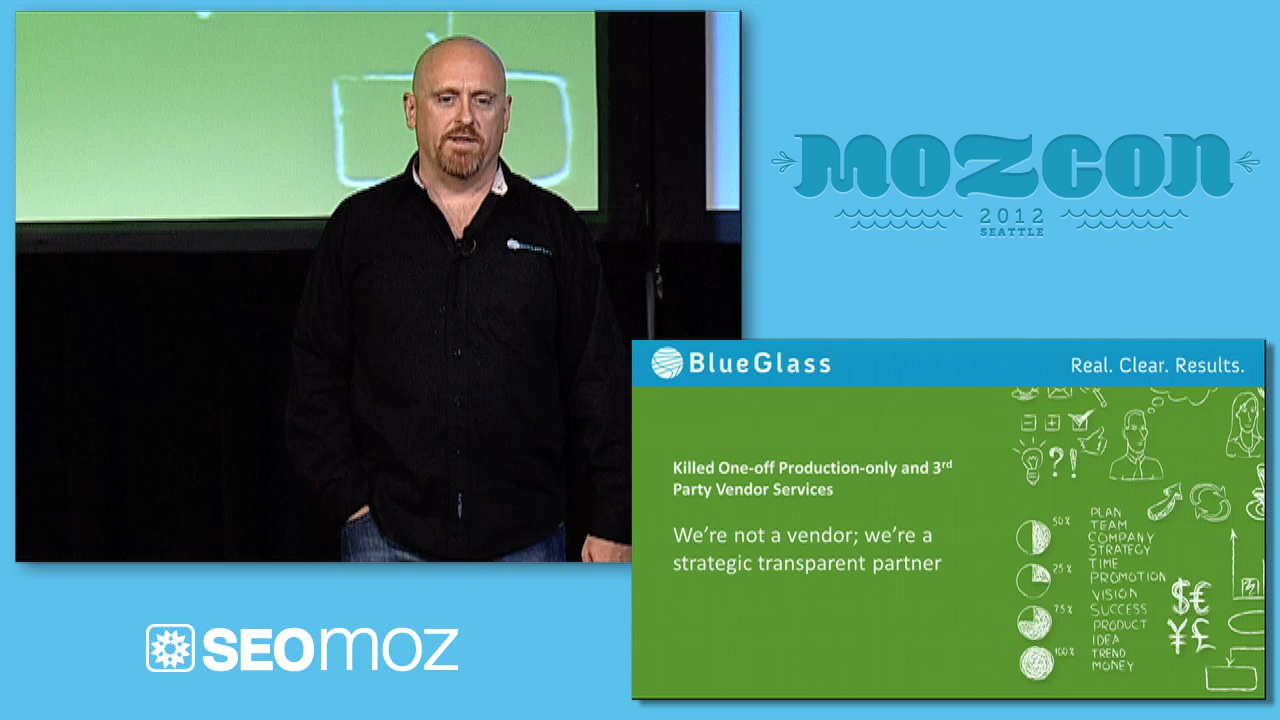 MOZCON
2012
SEATTLE
BlueGlass
Real. Clear. Results.
Killed One-off Production-only and 3rd
Party Vendor Services
We're not a vendor; we're a
strategic transparent partner
?!
50%
25%
75%
100%
PLAN
TEAM
COMPANY
STRATEGY
TIME
PROMOTION
VISION
SUCCESS
PRODUCT
IDEA
TREND
MONEY
$€
¥£
SEOmoz